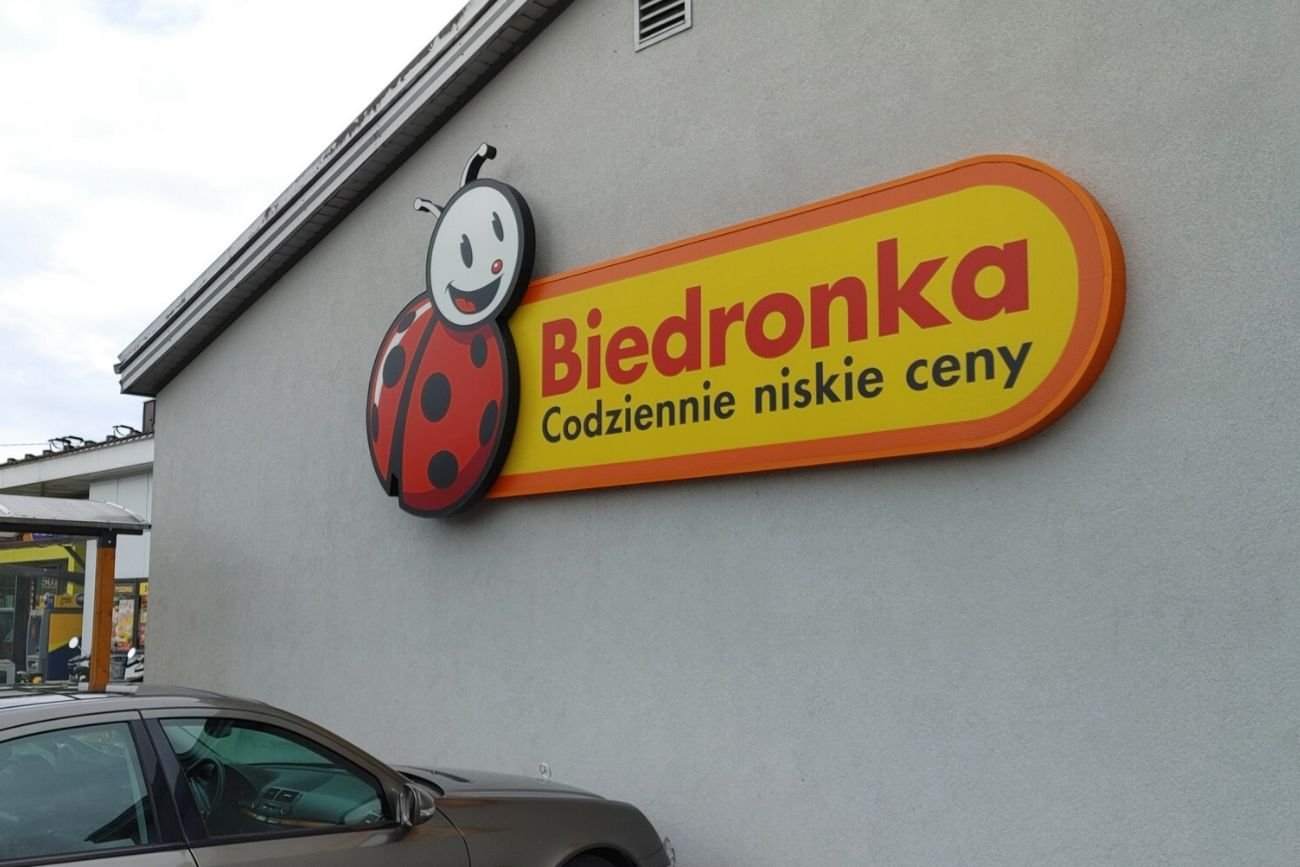 Biedronka
Codziennie niskie ceny